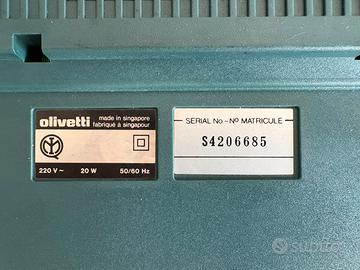 olivetti
made in singapore
fabriqué à singapour
220 V ~ 20 W 50/60 Hz
SERIAL No – Nº MATRICULE
S4206685
subito